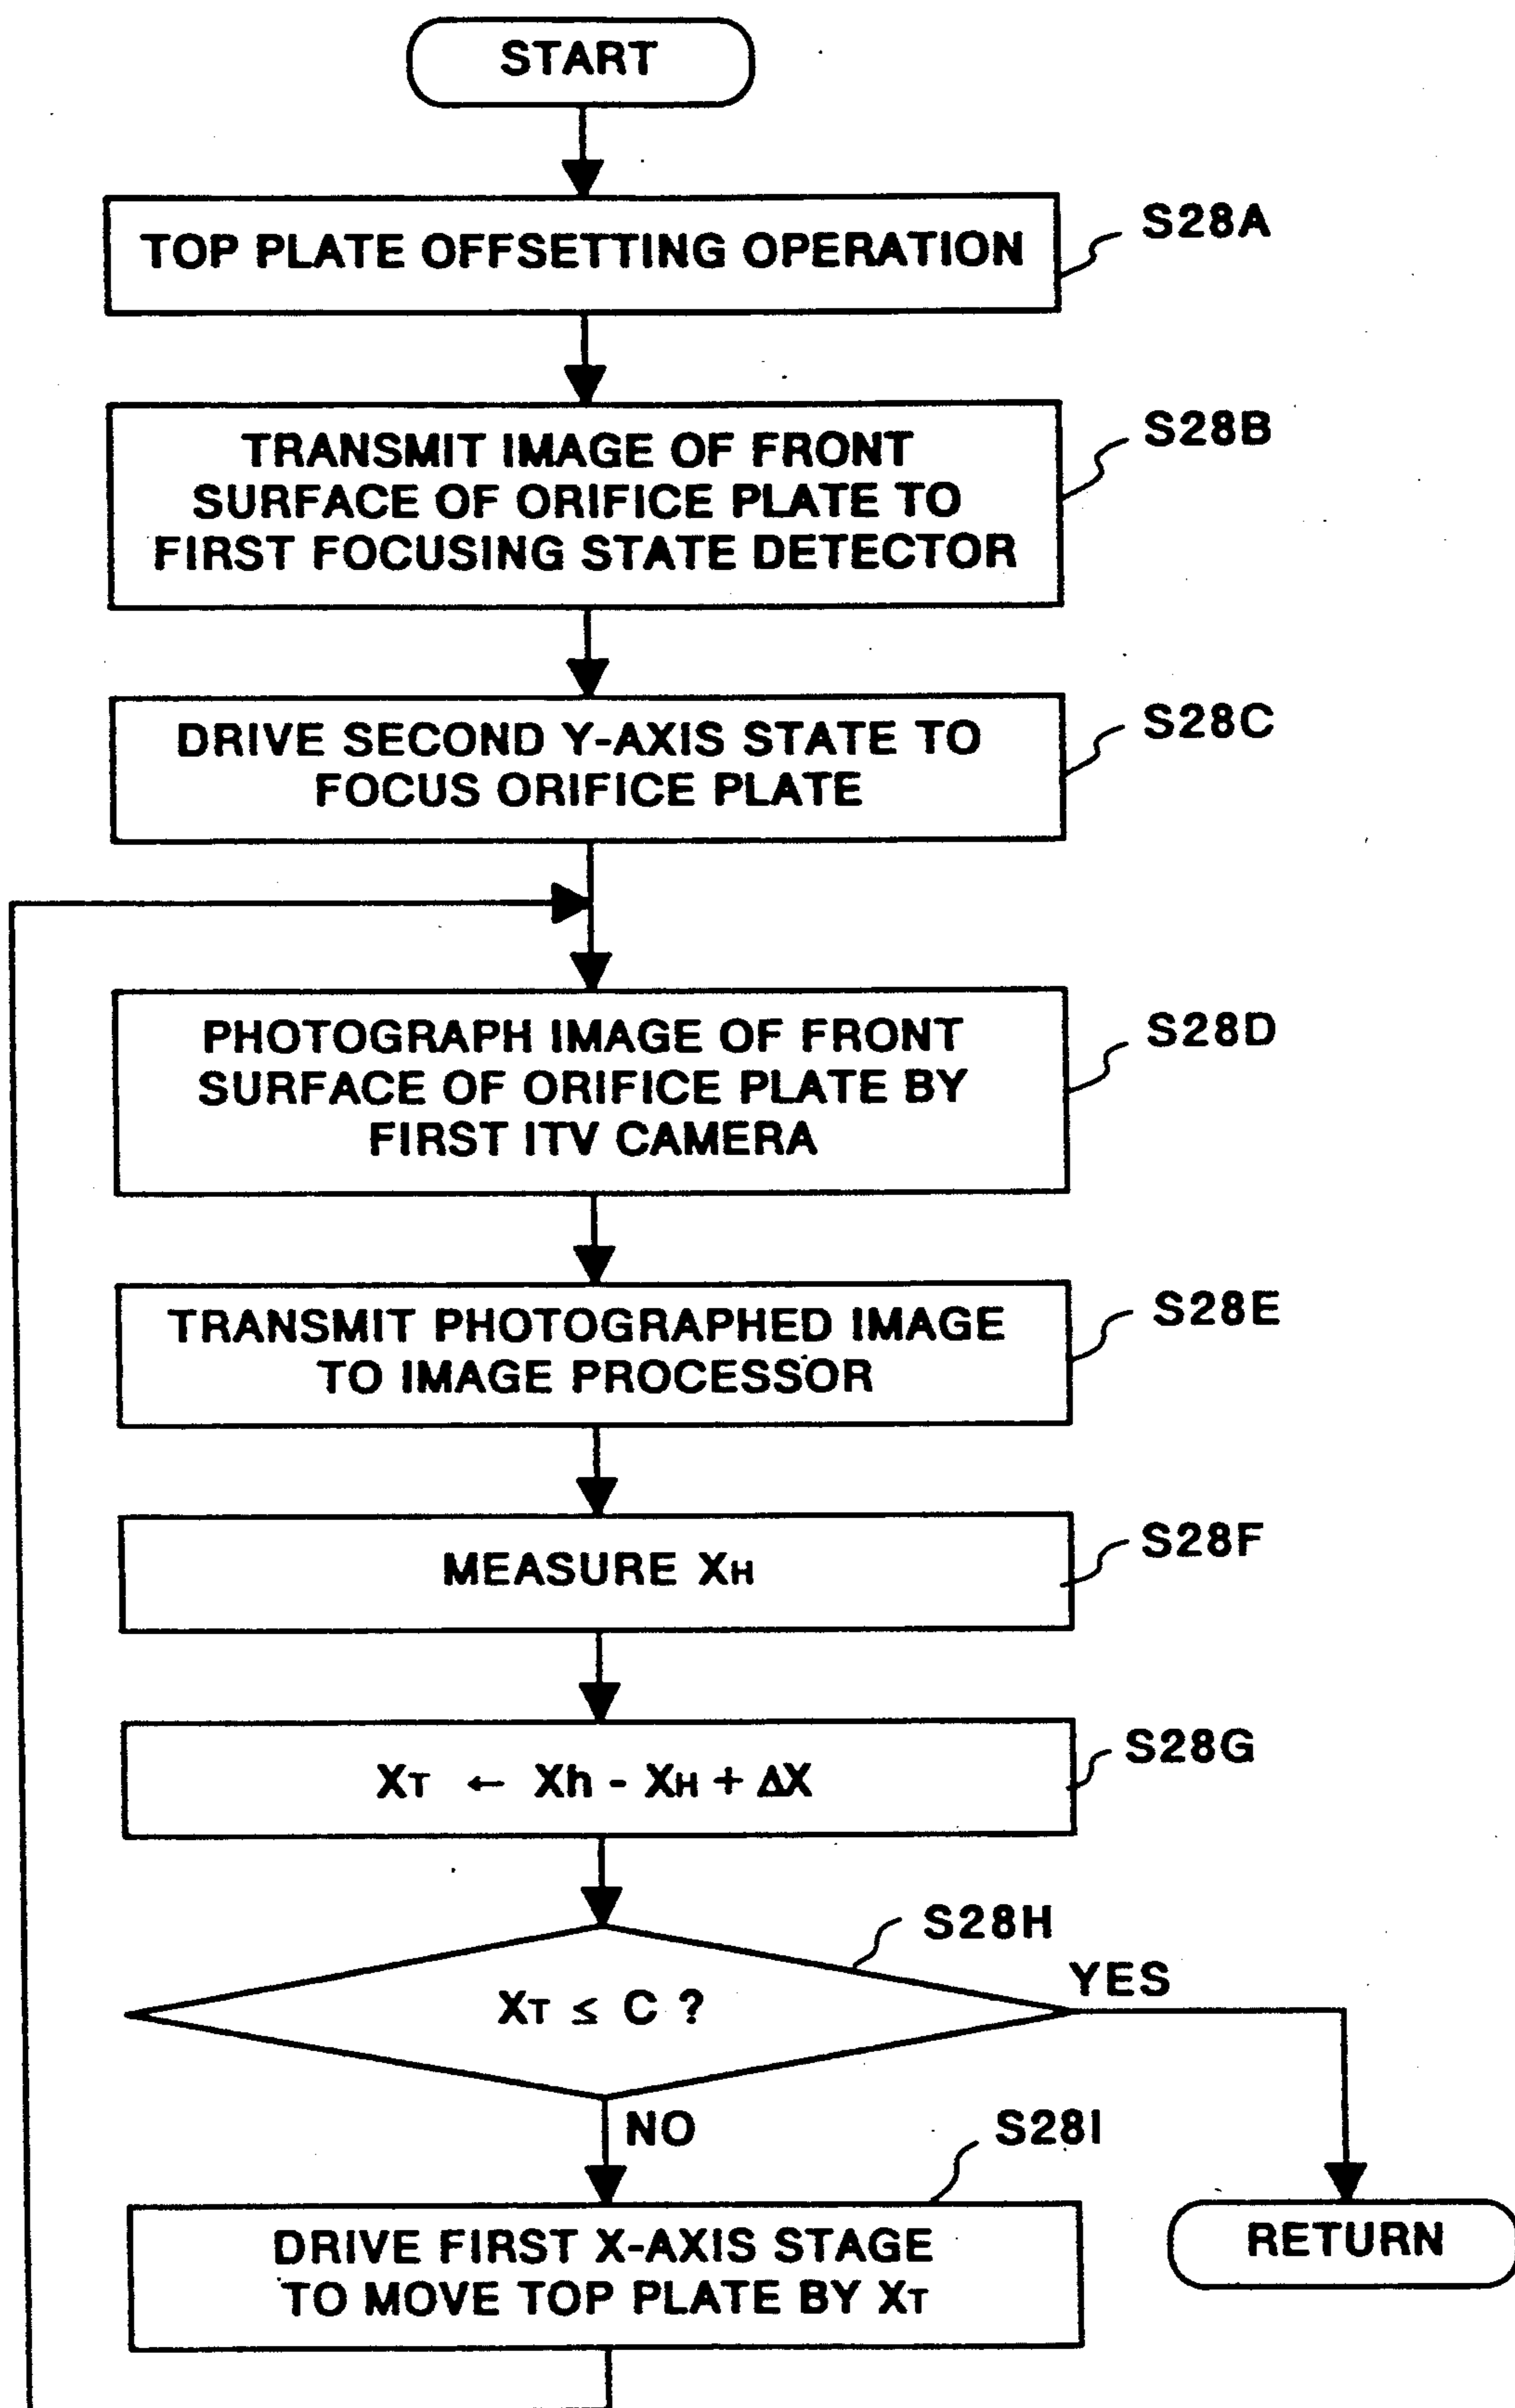 START
TOP PLATE OFFSETTING OPERATION
S28A
TRANSMIT IMAGE OF FRONT
SURFACE OF ORIFICE PLATE TO
FIRST FOCUSING STATE DETECTOR
S28B
DRIVE SECOND Y-AXIS STATE TO
FOCUS ORIFICE PLATE
S28C
PHOTOGRAPH IMAGE OF FRONT
SURFACE OF ORIFICE PLATE BY
FIRST ITV CAMERA
S28D
TRANSMIT PHOTOGRAPHED IMAGE
TO IMAGE PROCESSOR
S28E
MEASURE XH
S28F
XT ← Xh - XH + ΔX
S28G
XT ≤ C ?
S28H
YES
NO
DRIVE FIRST X-AXIS STAGE
TO MOVE TOP PLATE BY XT
S28I
RETURN